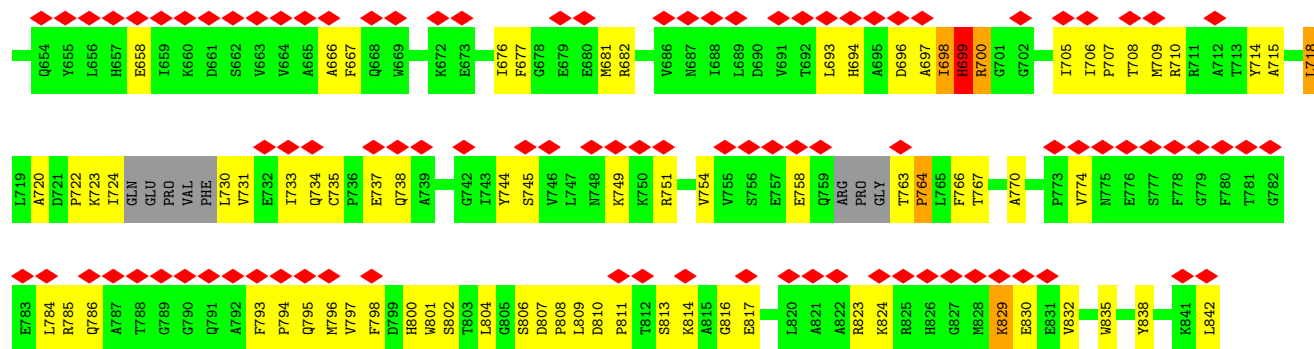 Q654 Y655 L656 H657 E658 I659 K660 D661 S662 V663 V664 A665 A666 F667 Q668 W669 K672 E673 I676 F677 G678 E679 E680 M681 R682 V686 N687 I688 L689 D690 V691 T692 L693 H694 A695 D696 A697 I698 H699 R700 G701 G702 I705 I706 P707 T708 M709 R710 R711 A712 T713 Y714 A715 L718
L719 A720 D721 P722 K723 I724 GLN GLU PRO VAL PHE L730 V731 E732 I733 Q734 C735 P736 E737 Q738 A739 G742 I743 Y744 S745 V746 L747 N748 K749 K750 R751 V754 V755 S756 E757 E758 Q759 ARG PRO GLY T763 P764 L765 F766 T767 A770 P773 V774 N775 E776 S777 F778 G779 F780 T781 G782
E783 L784 R785 Q786 A787 T788 G789 G790 Q791 A792 F793 P794 Q795 M796 V797 F798 D799 H800 W801 S802 T803 L804 G805 S806 D807 P808 L809 D810 P811 T812 S813 K814 A815 G816 E817 L820 A821 A822 R823 K824 R825 H826 G827 M828 K829 E830 E831 V832 W835 Y838 K841 L842